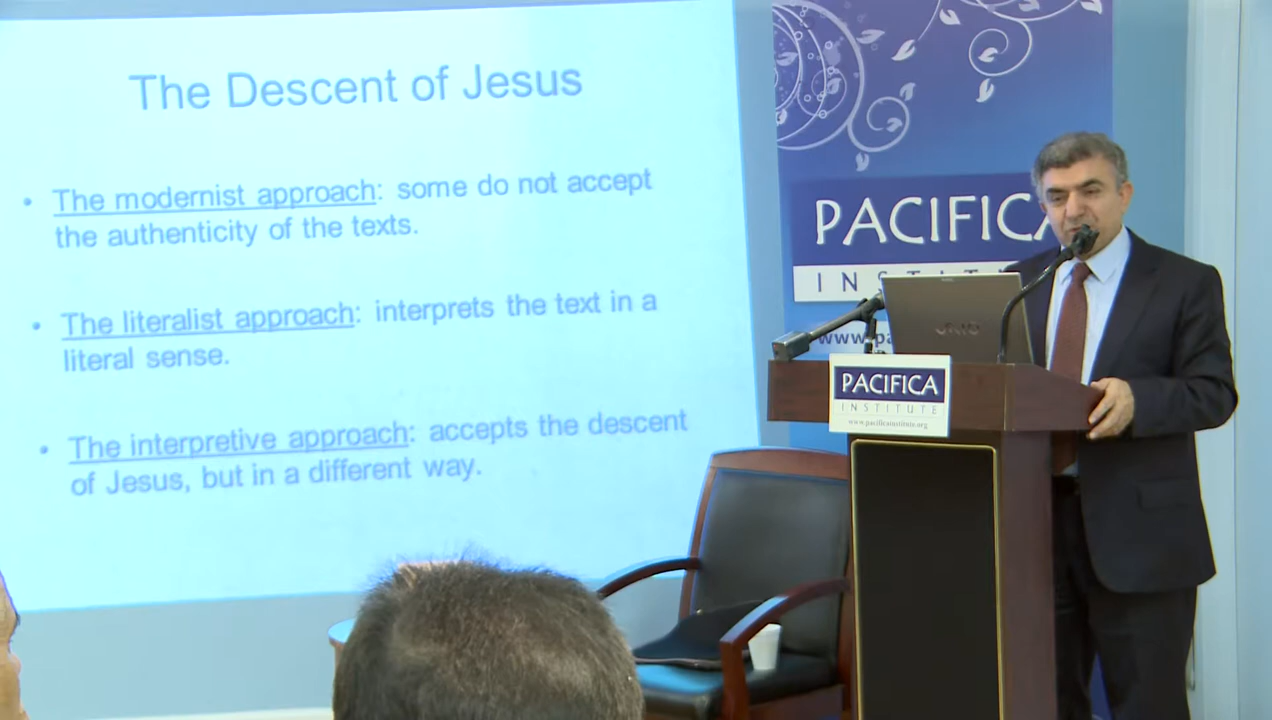 The Descent of Jesus
• The modernist approach: some do not accept
the authenticity of the texts.
• The literalist approach: interprets the text in a
literal sense.
• The interpretive approach: accepts the descent
of Jesus, but in a different way.
PACIFICA
PACIFICA
INSTITUTE
www.pacificainstitute.org